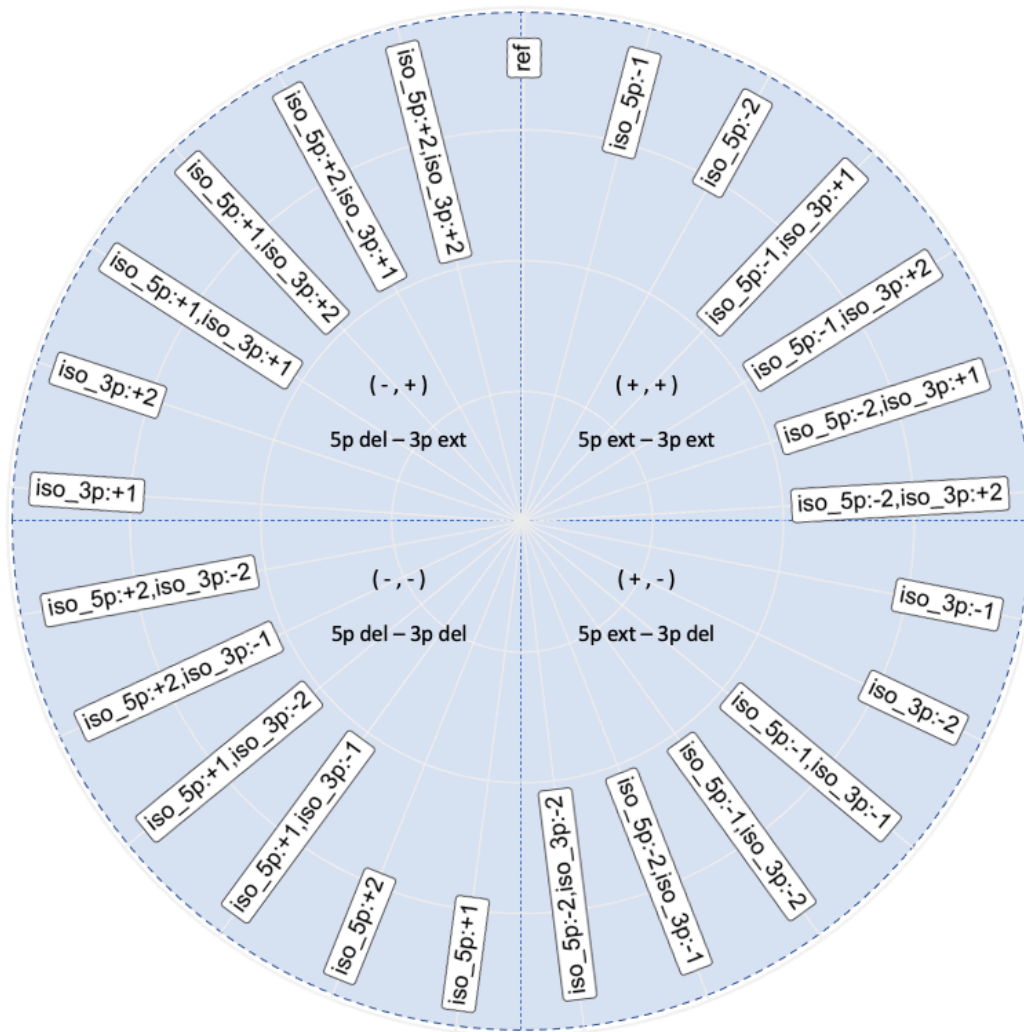 ref
iso_5p:-1
iso_5p:-2
iso_5p:-1,iso_3p:+1
iso_5p:-1,iso_3p:+2
iso_5p:-2,iso_3p:+1
iso_5p:-2,iso_3p:+2
iso_3p:-1
iso_3p:-2
iso_5p:-1,iso_3p:-1
iso_5p:-1,iso_3p:-2
iso_5p:-2,iso_3p:-1
iso_5p:-2,iso_3p:-2
iso_5p:+1
iso_5p:+2
iso_5p:+1,iso_3p:-1
iso_5p:+1,iso_3p:-2
iso_5p:+2,iso_3p:-1
iso_5p:+2,iso_3p:-2
iso_3p:+1
iso_3p:+2
iso_5p:+1,iso_3p:+1
iso_5p:+1,iso_3p:+2
iso_5p:+2,iso_3p:+1
iso_5p:+2,iso_3p:+2
( - , + )
5p del – 3p ext
( + , + )
5p ext – 3p ext
( - , - )
5p del – 3p del
( + , - )
5p ext – 3p del